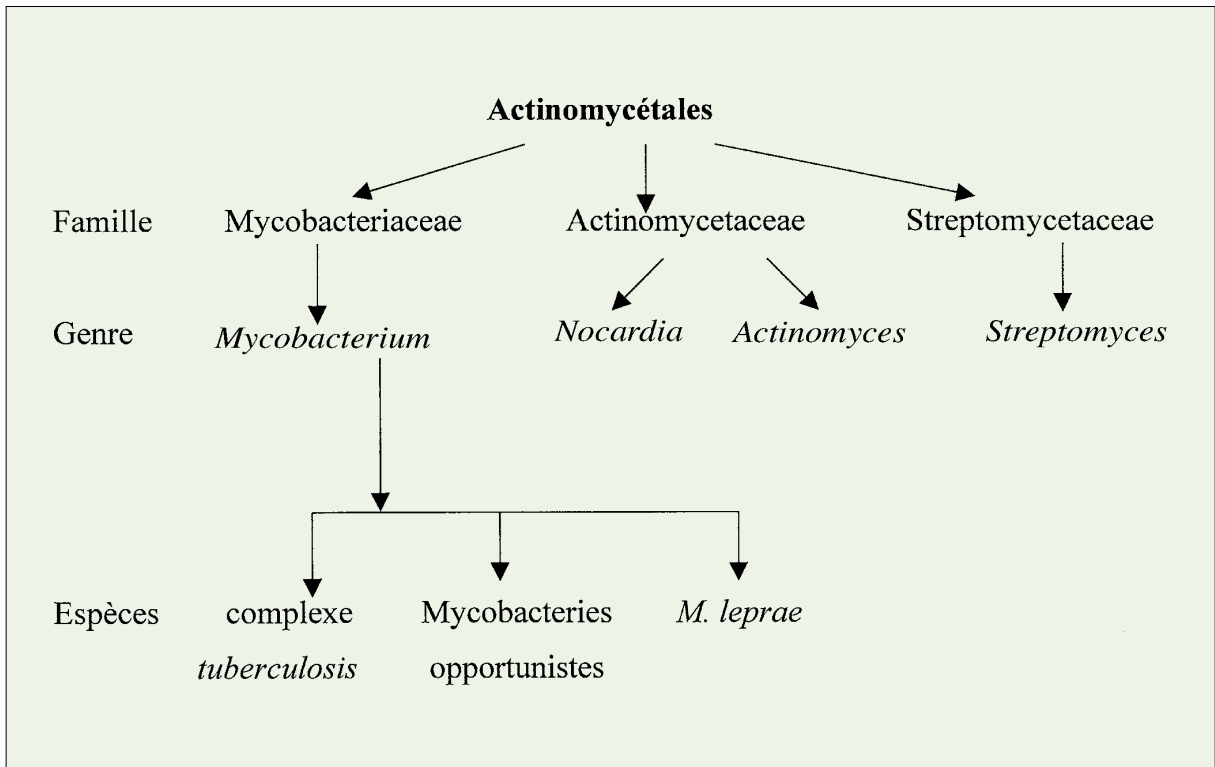 Actinomycétales
Famille Mycobacteriaceae Actinomycetaceae Streptomycetaceae
Genre Mycobacterium Nocardia Actinomyces Streptomyces
Espèces complexe Mycobacteries M. leprae
tuberculosis opportunistes